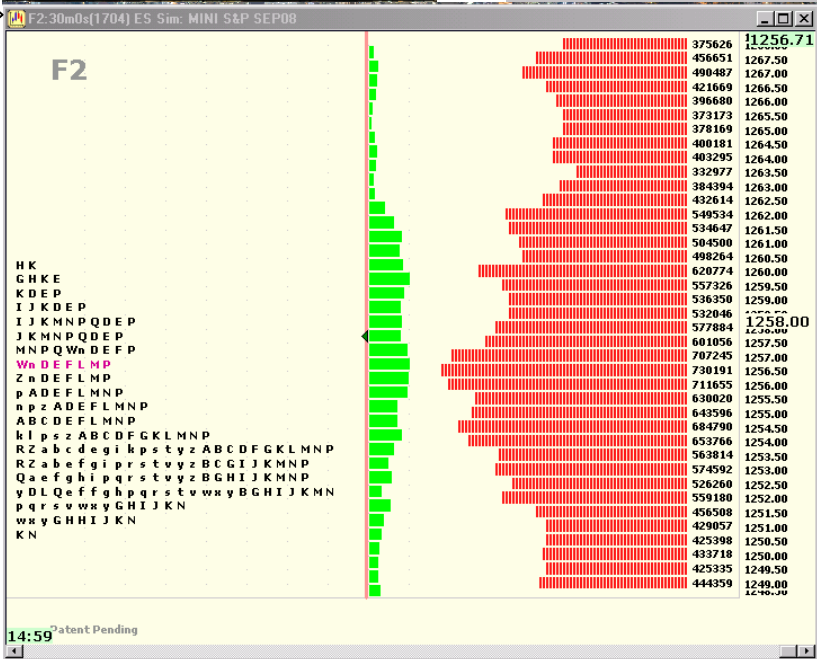 F2:30m0s(1704) ES Sim: MINI S&P SEP08
1256.71
F2
375626
456651 1267.50
490487 1267.00
421669 1266.50
396680 1266.00
373173 1265.50
378169 1265.00
400181 1264.50
403295 1264.00
332977 1263.50
384394 1263.00
432614 1262.50
549534 1262.00
534647 1261.50
504500 1261.00
498264 1260.50
H K 620774 1260.00
G H K E 557326 1259.50
K D E P 536350 1259.00
I J K D E P 532046
I J K M N P Q D E P 577884 1258.00
J K M N P Q D E P 601056 1257.50
M N P Q W n D E F P 707245 1257.00
W n D E F L M P 730191 1256.50
Z n D E F L M P 711655 1256.00
p A D E F L M N P 630020 1255.50
n p z A D E F L M N P 643596 1255.00
A B C D E F L M N P 684790 1254.50
k l p s z A B C D F G K L M N P 653766 1254.00
R Z a b c d e g i k p s t y z A B C D F G K L M N P 563814 1253.50
R Z a b e f g i p r s t v y z B C G I J K M N P 574592 1253.00
Q a e f g h i p q r s t v y z B G H I J K M N P 526260 1252.50
y D L Q e f f g h p q r s t v w x y B G H I J K M N 559180 1252.00
p q r s v w x y G H I J K N 456508 1251.50
w x y G H H I J K N 429057 1251.00
K N 425398 1250.50
433718 1250.00
425335 1249.50
444359 1249.00
14:59 Patent Pending